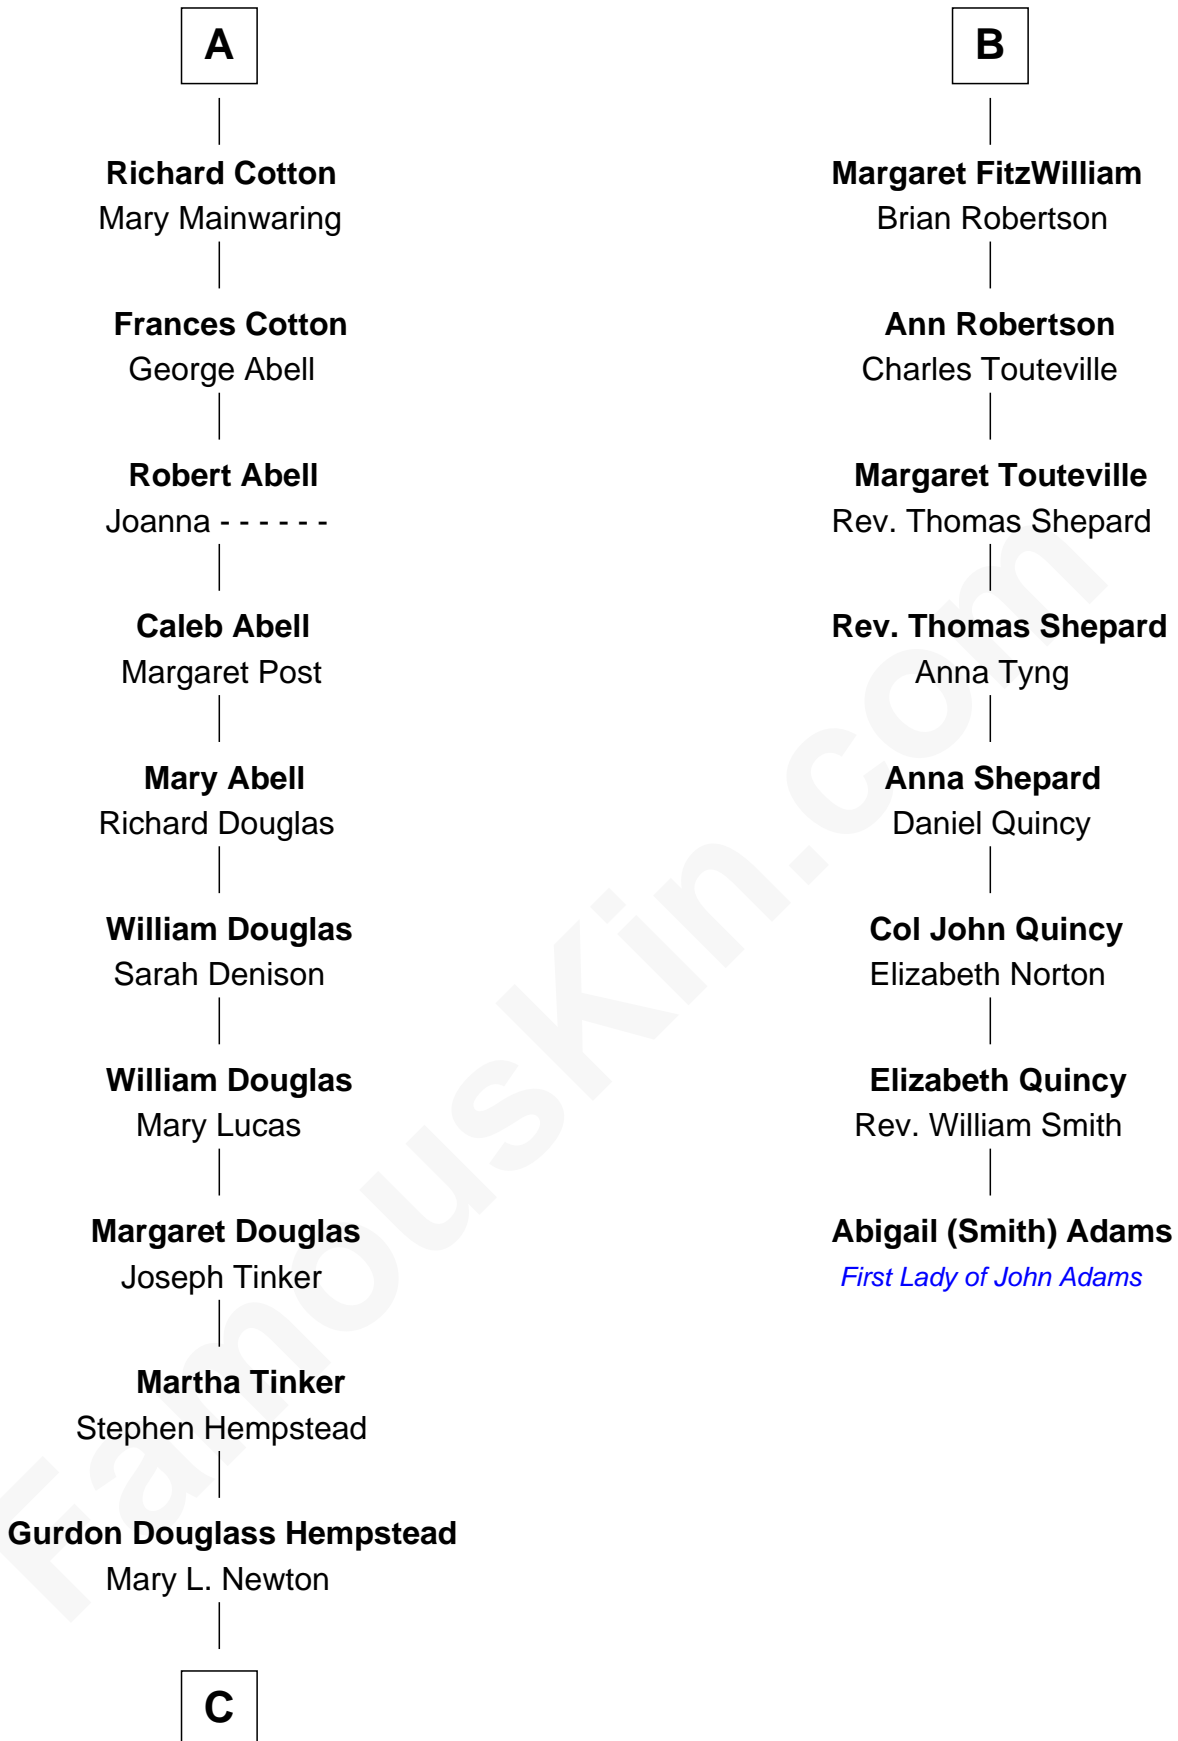 A
Richard Cotton
Mary Mainwaring
Frances Cotton
George Abell
Robert Abell
Joanna - - - - - -
Caleb Abell
Margaret Post
Mary Abell
Richard Douglas
William Douglas
Sarah Denison
William Douglas
Mary Lucas
Margaret Douglas
Joseph Tinker
Martha Tinker
Stephen Hempstead
Gurdon Douglass Hempstead
Mary L. Newton
C
B
Margaret FitzWilliam
Brian Robertson
Ann Robertson
Charles Touteville
Margaret Touteville
Rev. Thomas Shepard
Rev. Thomas Shepard
Anna Tyng
Anna Shepard
Daniel Quincy
Col John Quincy
Elizabeth Norton
Elizabeth Quincy
Rev. William Smith
Abigail (Smith) Adams
First Lady of John Adams
FamousKin.com